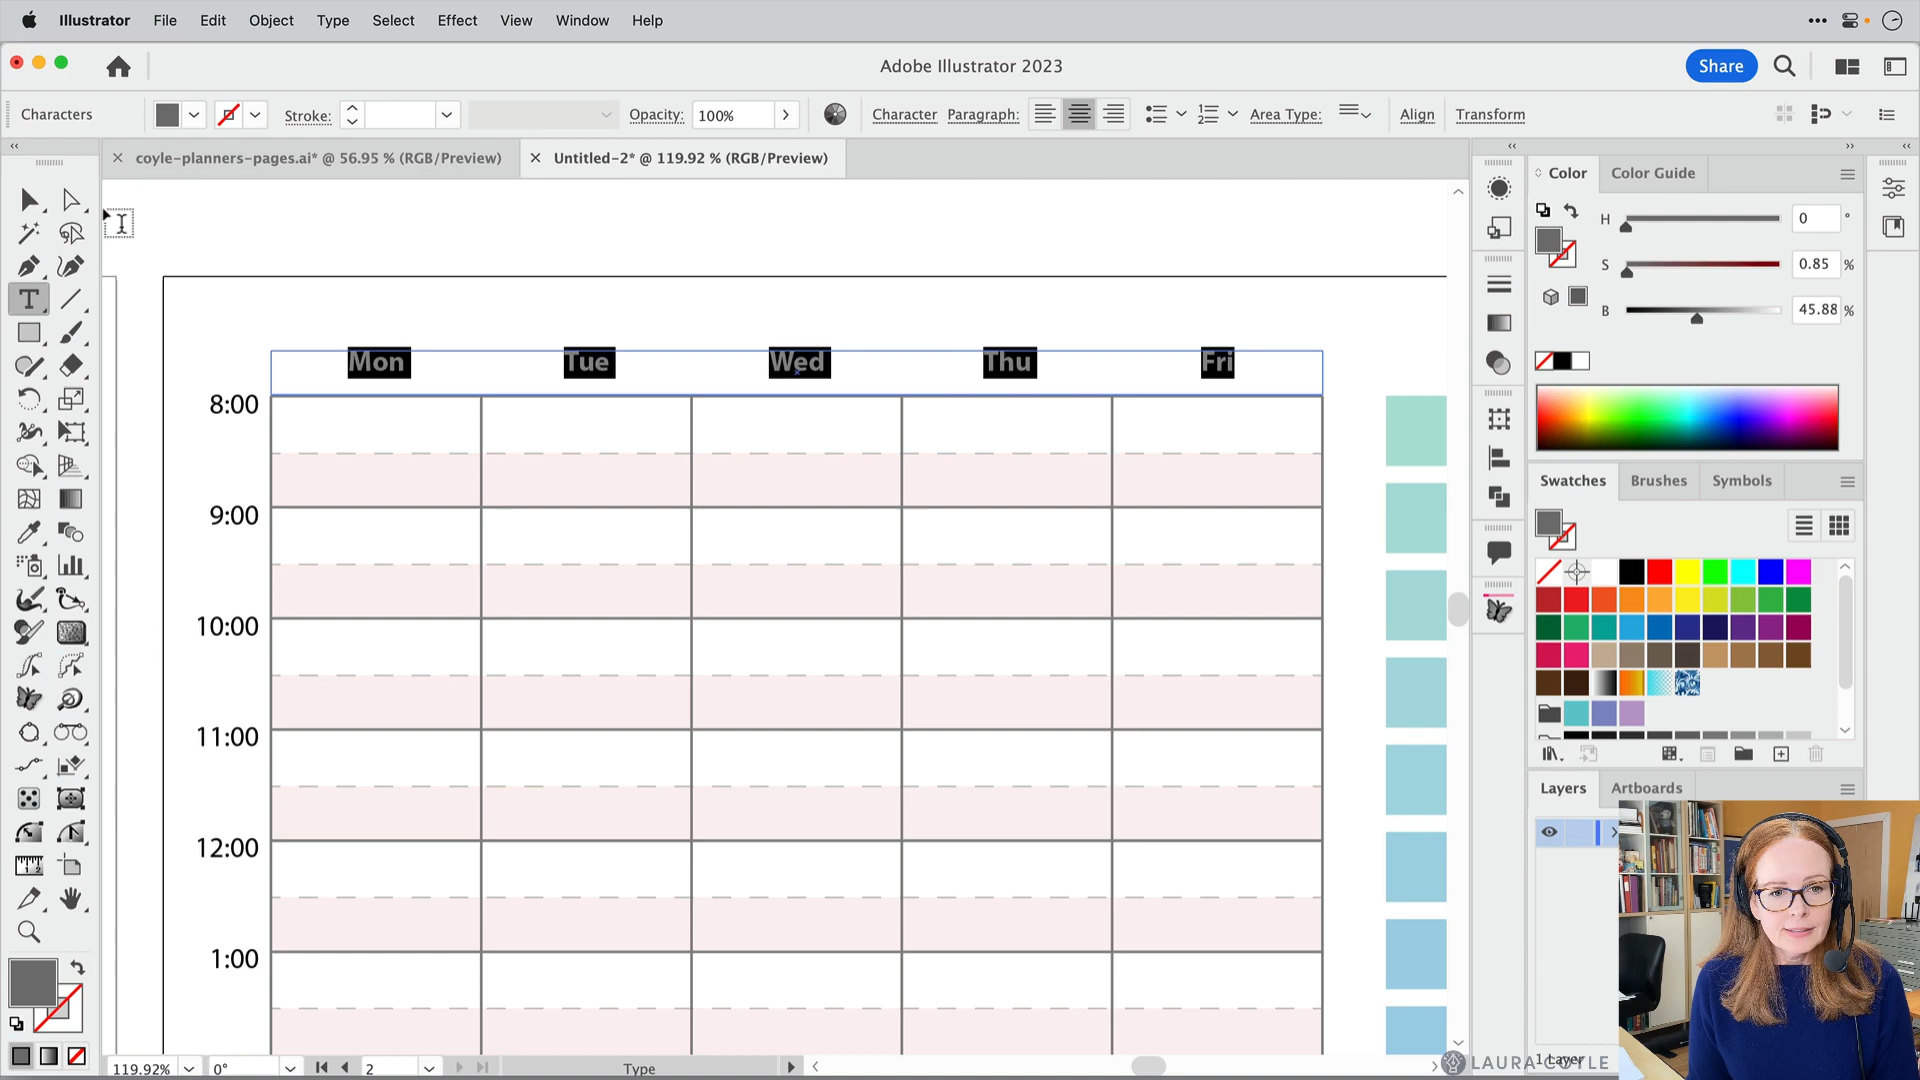 Illustrator File Edit Object Type Select Effect View Window Help
Adobe Illustrator 2023
Share
Characters Stroke: Opacity: 100% Character Paragraph: Area Type: Align Transform
coyle-planners-pages.ai* @ 56.95 % (RGB/Preview)
Untitled-2* @ 119.92 % (RGB/Preview)
Color Color Guide
H 0 °
S 0.85 %
B 45.88 %
Mon Tue Wed Thu Fri
8:00
9:00
10:00
11:00
12:00
1:00
Swatches Brushes Symbols
Layers Artboards
1 Layer
119.92% 0° 2 Type
LAURA COYLE